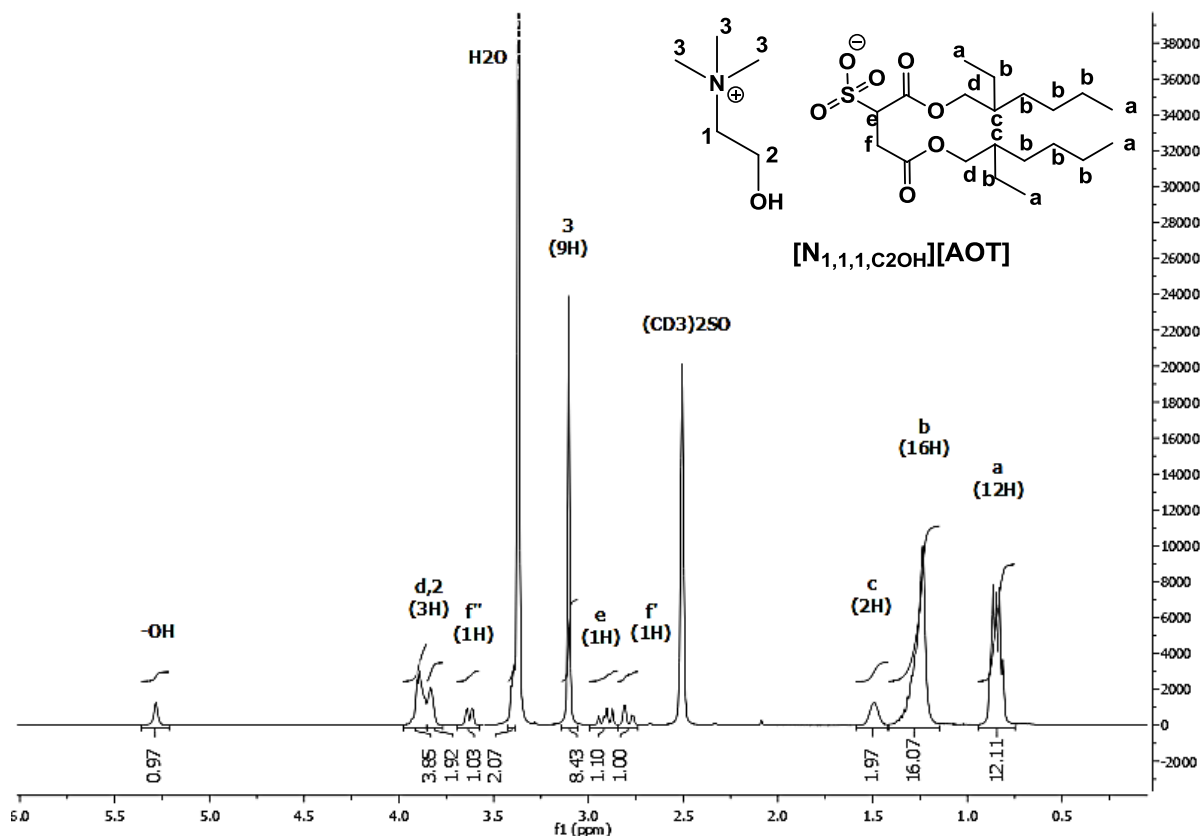 H2O
3
(9H)
(CD3)2SO
-OH
d,2
(3H)
f"
(1H)
e
(1H)
f'
(1H)
c
(2H)
b
(16H)
a
(12H)
3
3
3
N
⊕
1
2
OH
⊖
O
O
O
S
e
f
O
O
O
O
d
d
c
c
a
b
b
b
b
a
b
b
b
b
a
a
[N1,1,1,C2OH][AOT]
38000
36000
34000
32000
30000
28000
26000
24000
22000
20000
18000
16000
14000
12000
10000
8000
6000
4000
2000
0
-2000
0.97
3.85
1.92
1.03
2.07
8.43
1.10
1.00
1.97
16.07
12.11
6.0
5.5
5.0
4.5
4.0
3.5
3.0
2.5
2.0
1.5
1.0
0.5
f1 (ppm)